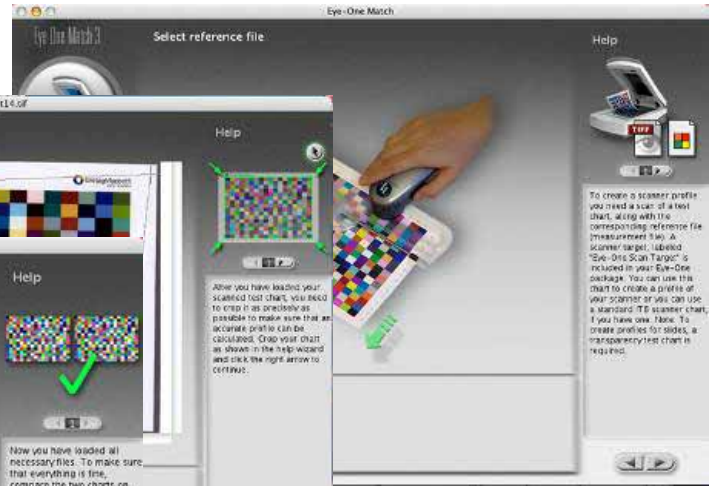 Eye-One Match
Eye One Match 3
Select reference file
Help
TIFF
To create a scanner profile
you need a scan of a test
chart, along with the
corresponding reference file
(measurement file). A
scanner target, labeled
"Eye-One Scan Target" is
included in your Eye-One
package. You can use this
chart to create a profile of
your scanner or you can use
a standard IT8 scanner chart,
if you have one. None: To
create profiles for slides, a
transparency test chart is
required.
t14.tif
GretagMacbeth
Help
After you have loaded your
scanned test chart, you need
to crop it as precisely as
possible to make sure that an
accurate profile can be
calculated. Crop your chart
as shown in the help wizard
and click the right arrow to
continue.
Help
Now you have loaded all
necessary files. To make sure
that everything is fine,
compare the two charts on